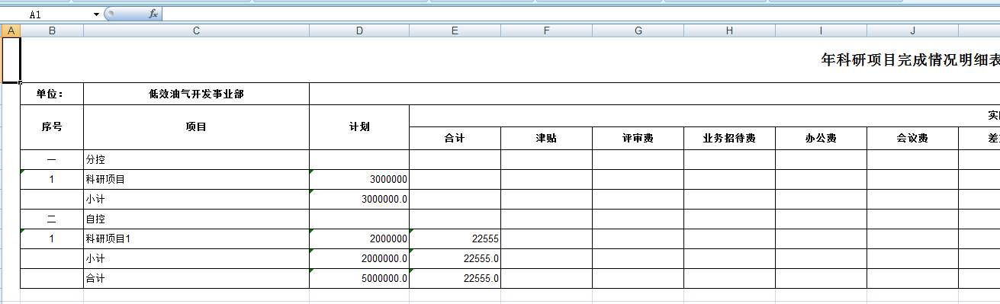 A1 fx
A B C D E F G H I J
年科研项目完成情况明细表
单位： 低效油气开发事业部
序号 项目 计划 实
合计 津贴 评审费 业务招待费 办公费 会议费 差
一 分控
1 科研项目 3000000
小计 3000000.0
二 自控
1 科研项目1 2000000 22555
小计 2000000.0 22555.0
合计 5000000.0 22555.0